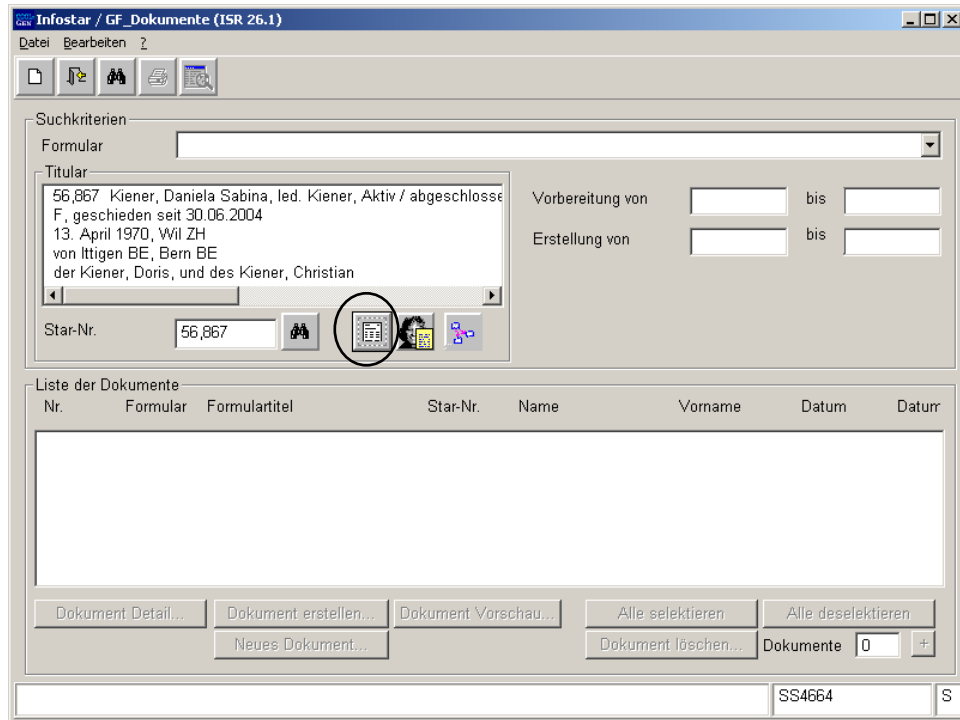 Infostar / GF_Dokumente (ISR 26.1)
Datei Bearbeiten ?
Suchkriterien
Formular
Titular
56,867 Kiener, Daniela Sabina, led. Kiener, Aktiv / abgeschlosse
F, geschieden seit 30.06.2004
13. April 1970, Wil ZH
von Ittigen BE, Bern BE
der Kiener, Doris, und des Kiener, Christian
Vorbereitung von bis
Erstellung von bis
Star-Nr. 56,867
Liste der Dokumente
Nr. Formular Formulartitel Star-Nr. Name Vorname Datum Datum
Dokument Detail... Dokument erstellen... Dokument Vorschau... Alle selektieren Alle deselektieren
Neues Dokument... Dokument löschen... Dokumente 0 +
SS4664 S